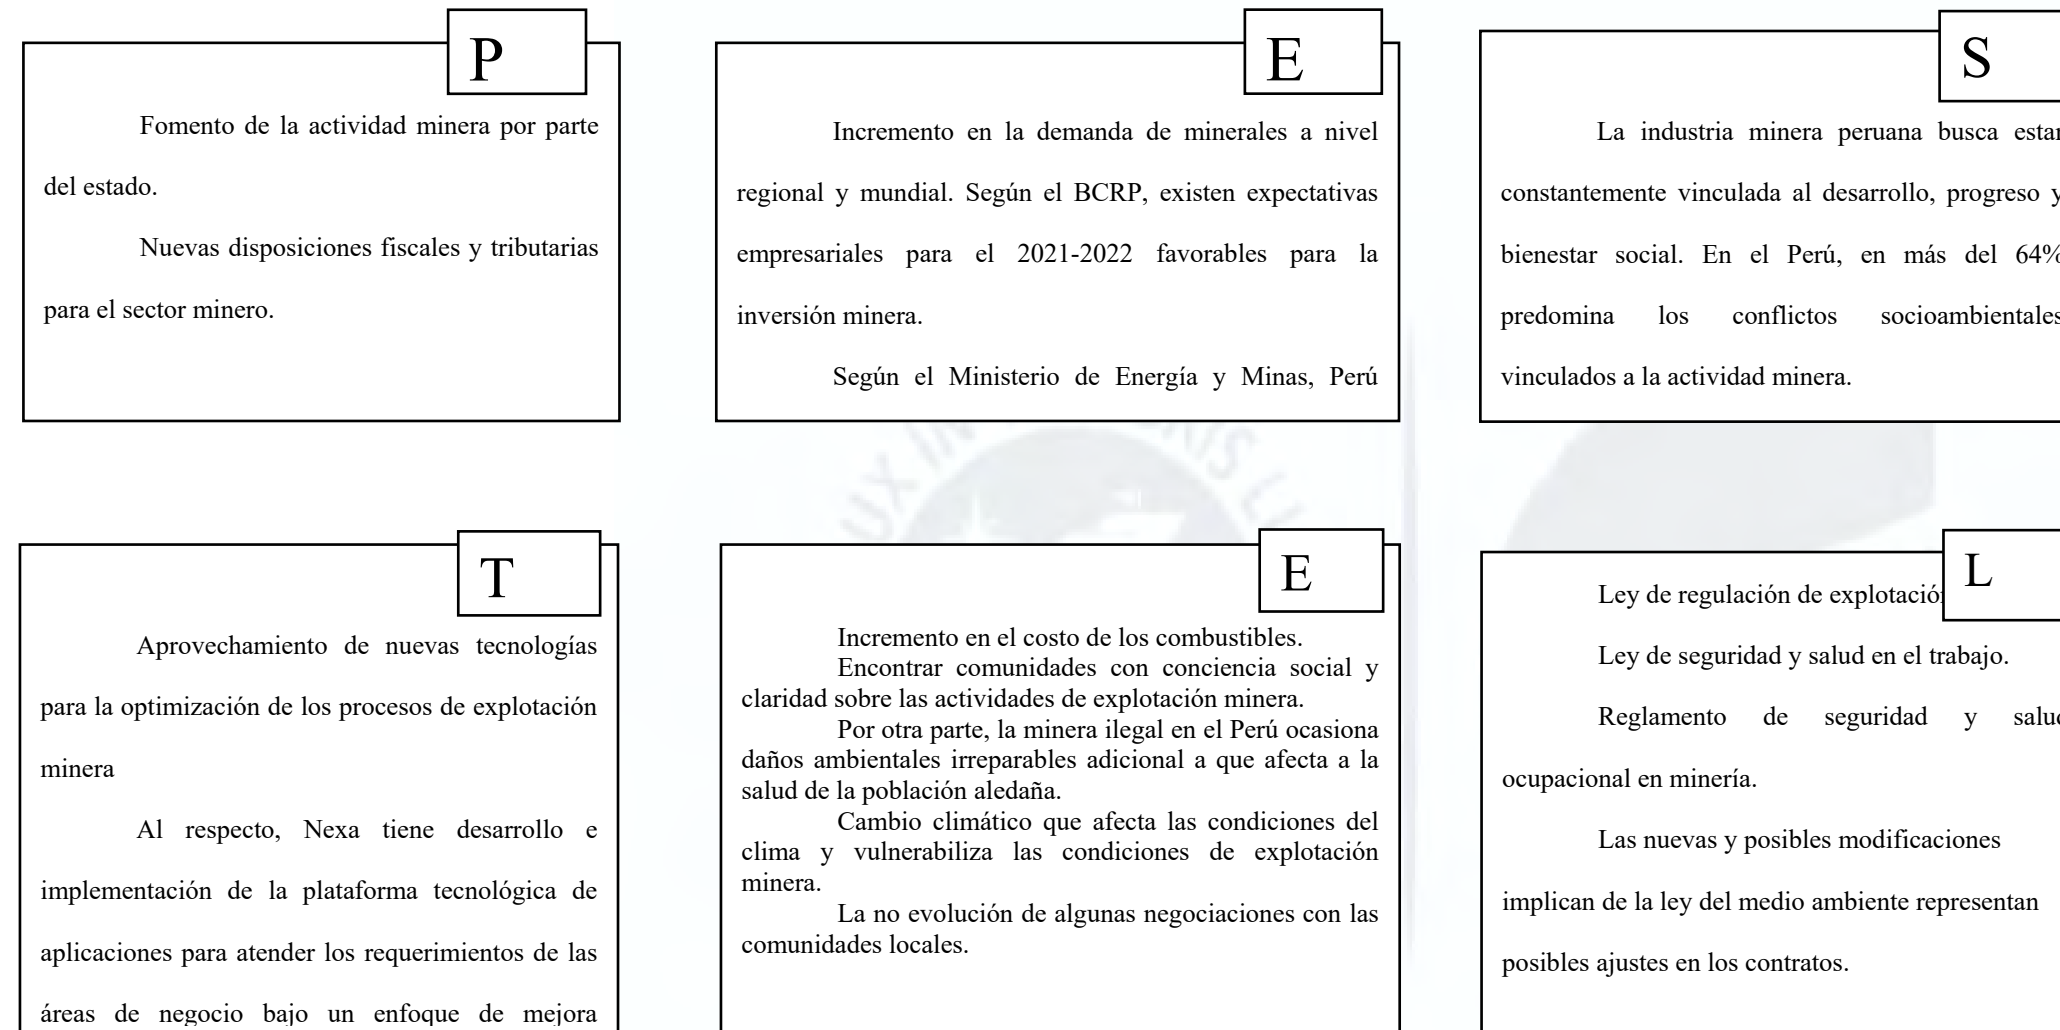 P
Fomento de la actividad minera por parte
del estado.
Nuevas disposiciones fiscales y tributarias
para el sector minero.
E
Incremento en la demanda de minerales a nivel
regional y mundial. Según el BCRP, existen expectativas
empresariales para el 2021-2022 favorables para la
inversión minera.
Según el Ministerio de Energía y Minas, Perú
S
La industria minera peruana busca estar
constantemente vinculada al desarrollo, progreso y
bienestar social. En el Perú, en más del 64%
predomina los conflictos socioambientales
vinculados a la actividad minera.
T
Aprovechamiento de nuevas tecnologías
para la optimización de los procesos de explotación
minera
Al respecto, Nexa tiene desarrollo e
implementación de la plataforma tecnológica de
aplicaciones para atender los requerimientos de las
áreas de negocio bajo un enfoque de mejora
E
Incremento en el costo de los combustibles.
Encontrar comunidades con conciencia social y
claridad sobre las actividades de explotación minera.
Por otra parte, la minera ilegal en el Perú ocasiona
daños ambientales irreparables adicional a que afecta a la
salud de la población aledaña.
Cambio climático que afecta las condiciones del
clima y vulnerabiliza las condiciones de explotación
minera.
La no evolución de algunas negociaciones con las
comunidades locales.
L
Ley de regulación de explotación
Ley de seguridad y salud en el trabajo.
Reglamento de seguridad y salud
ocupacional en minería.
Las nuevas y posibles modificaciones
implican de la ley del medio ambiente representan
posibles ajustes en los contratos.